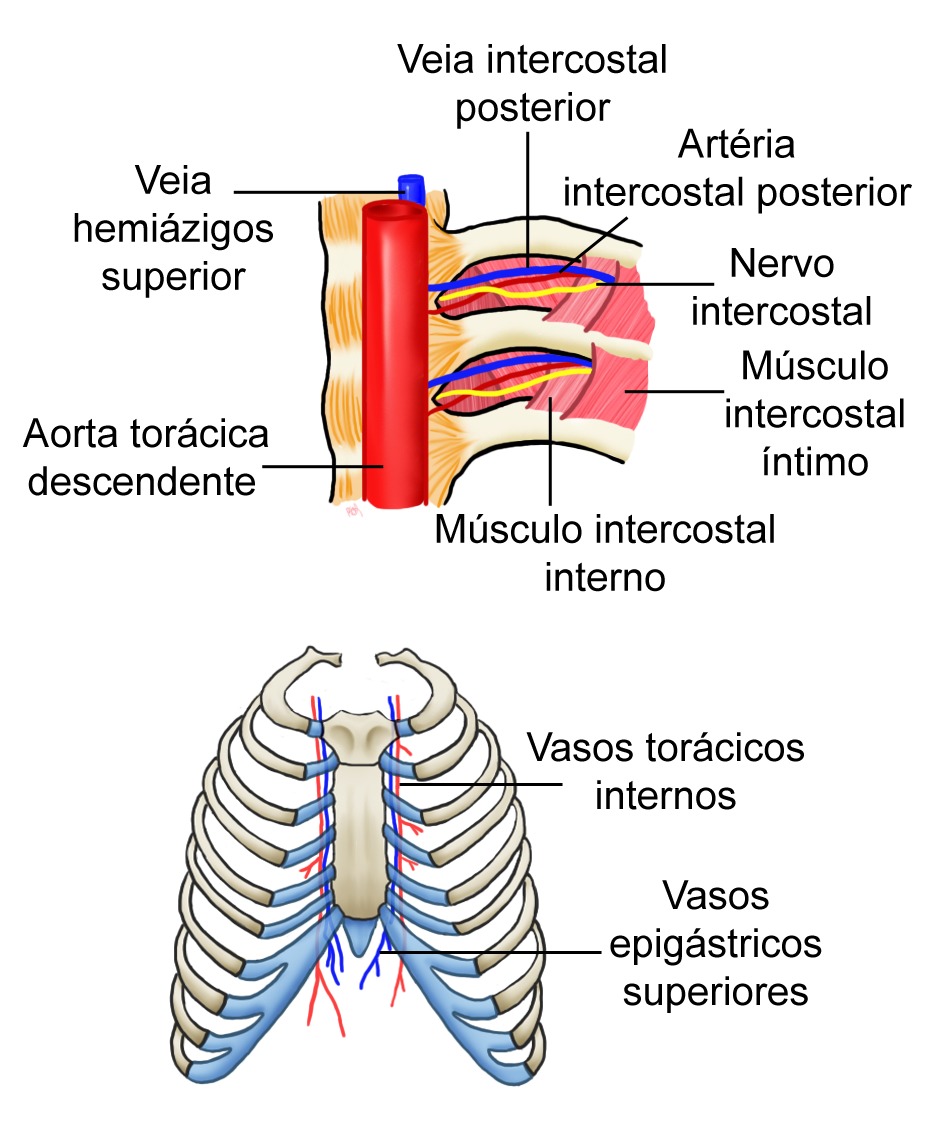 Veia intercostal
posterior
Artéria
intercostal posterior
Veia
hemiázigos
superior
Nervo
intercostal
Músculo
intercostal
íntimo
Aorta torácica
descendente
Músculo intercostal
interno
Vasos torácicos
internos
Vasos
epigástricos
superiores